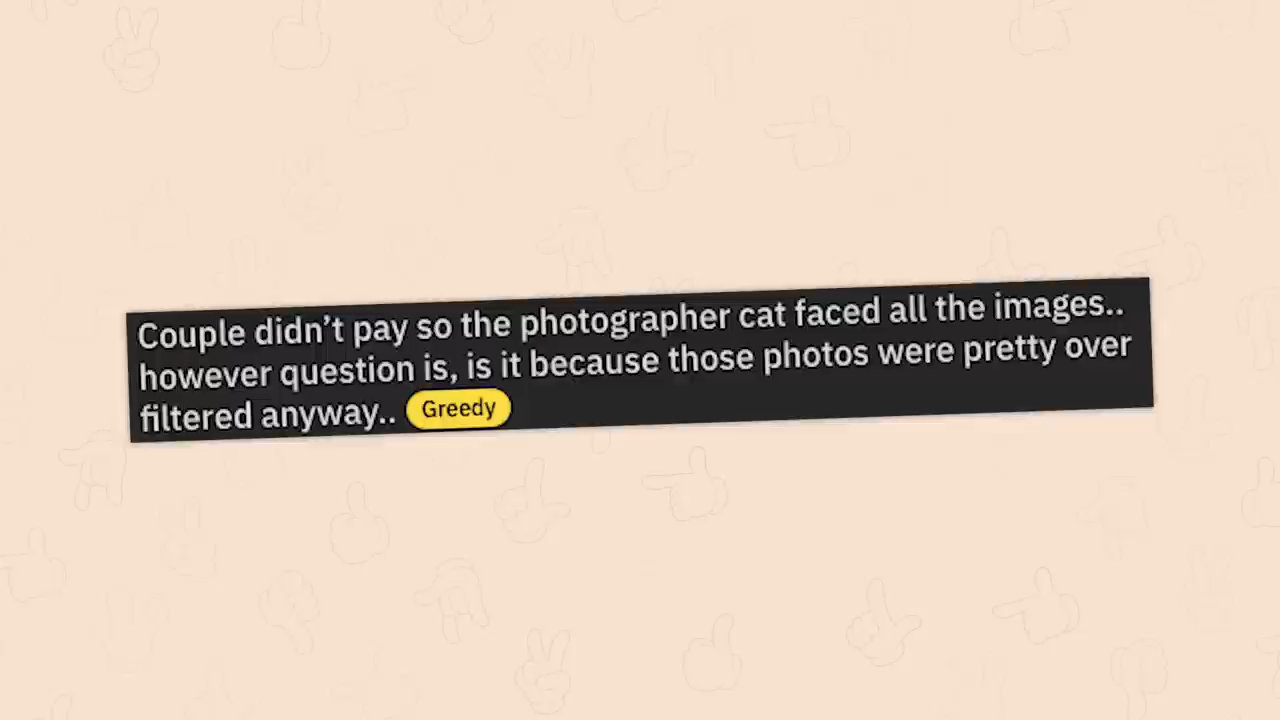 Couple didn’t pay so the photographer cat faced all the images..
however question is, is it because those photos were pretty over
filtered anyway.. Greedy